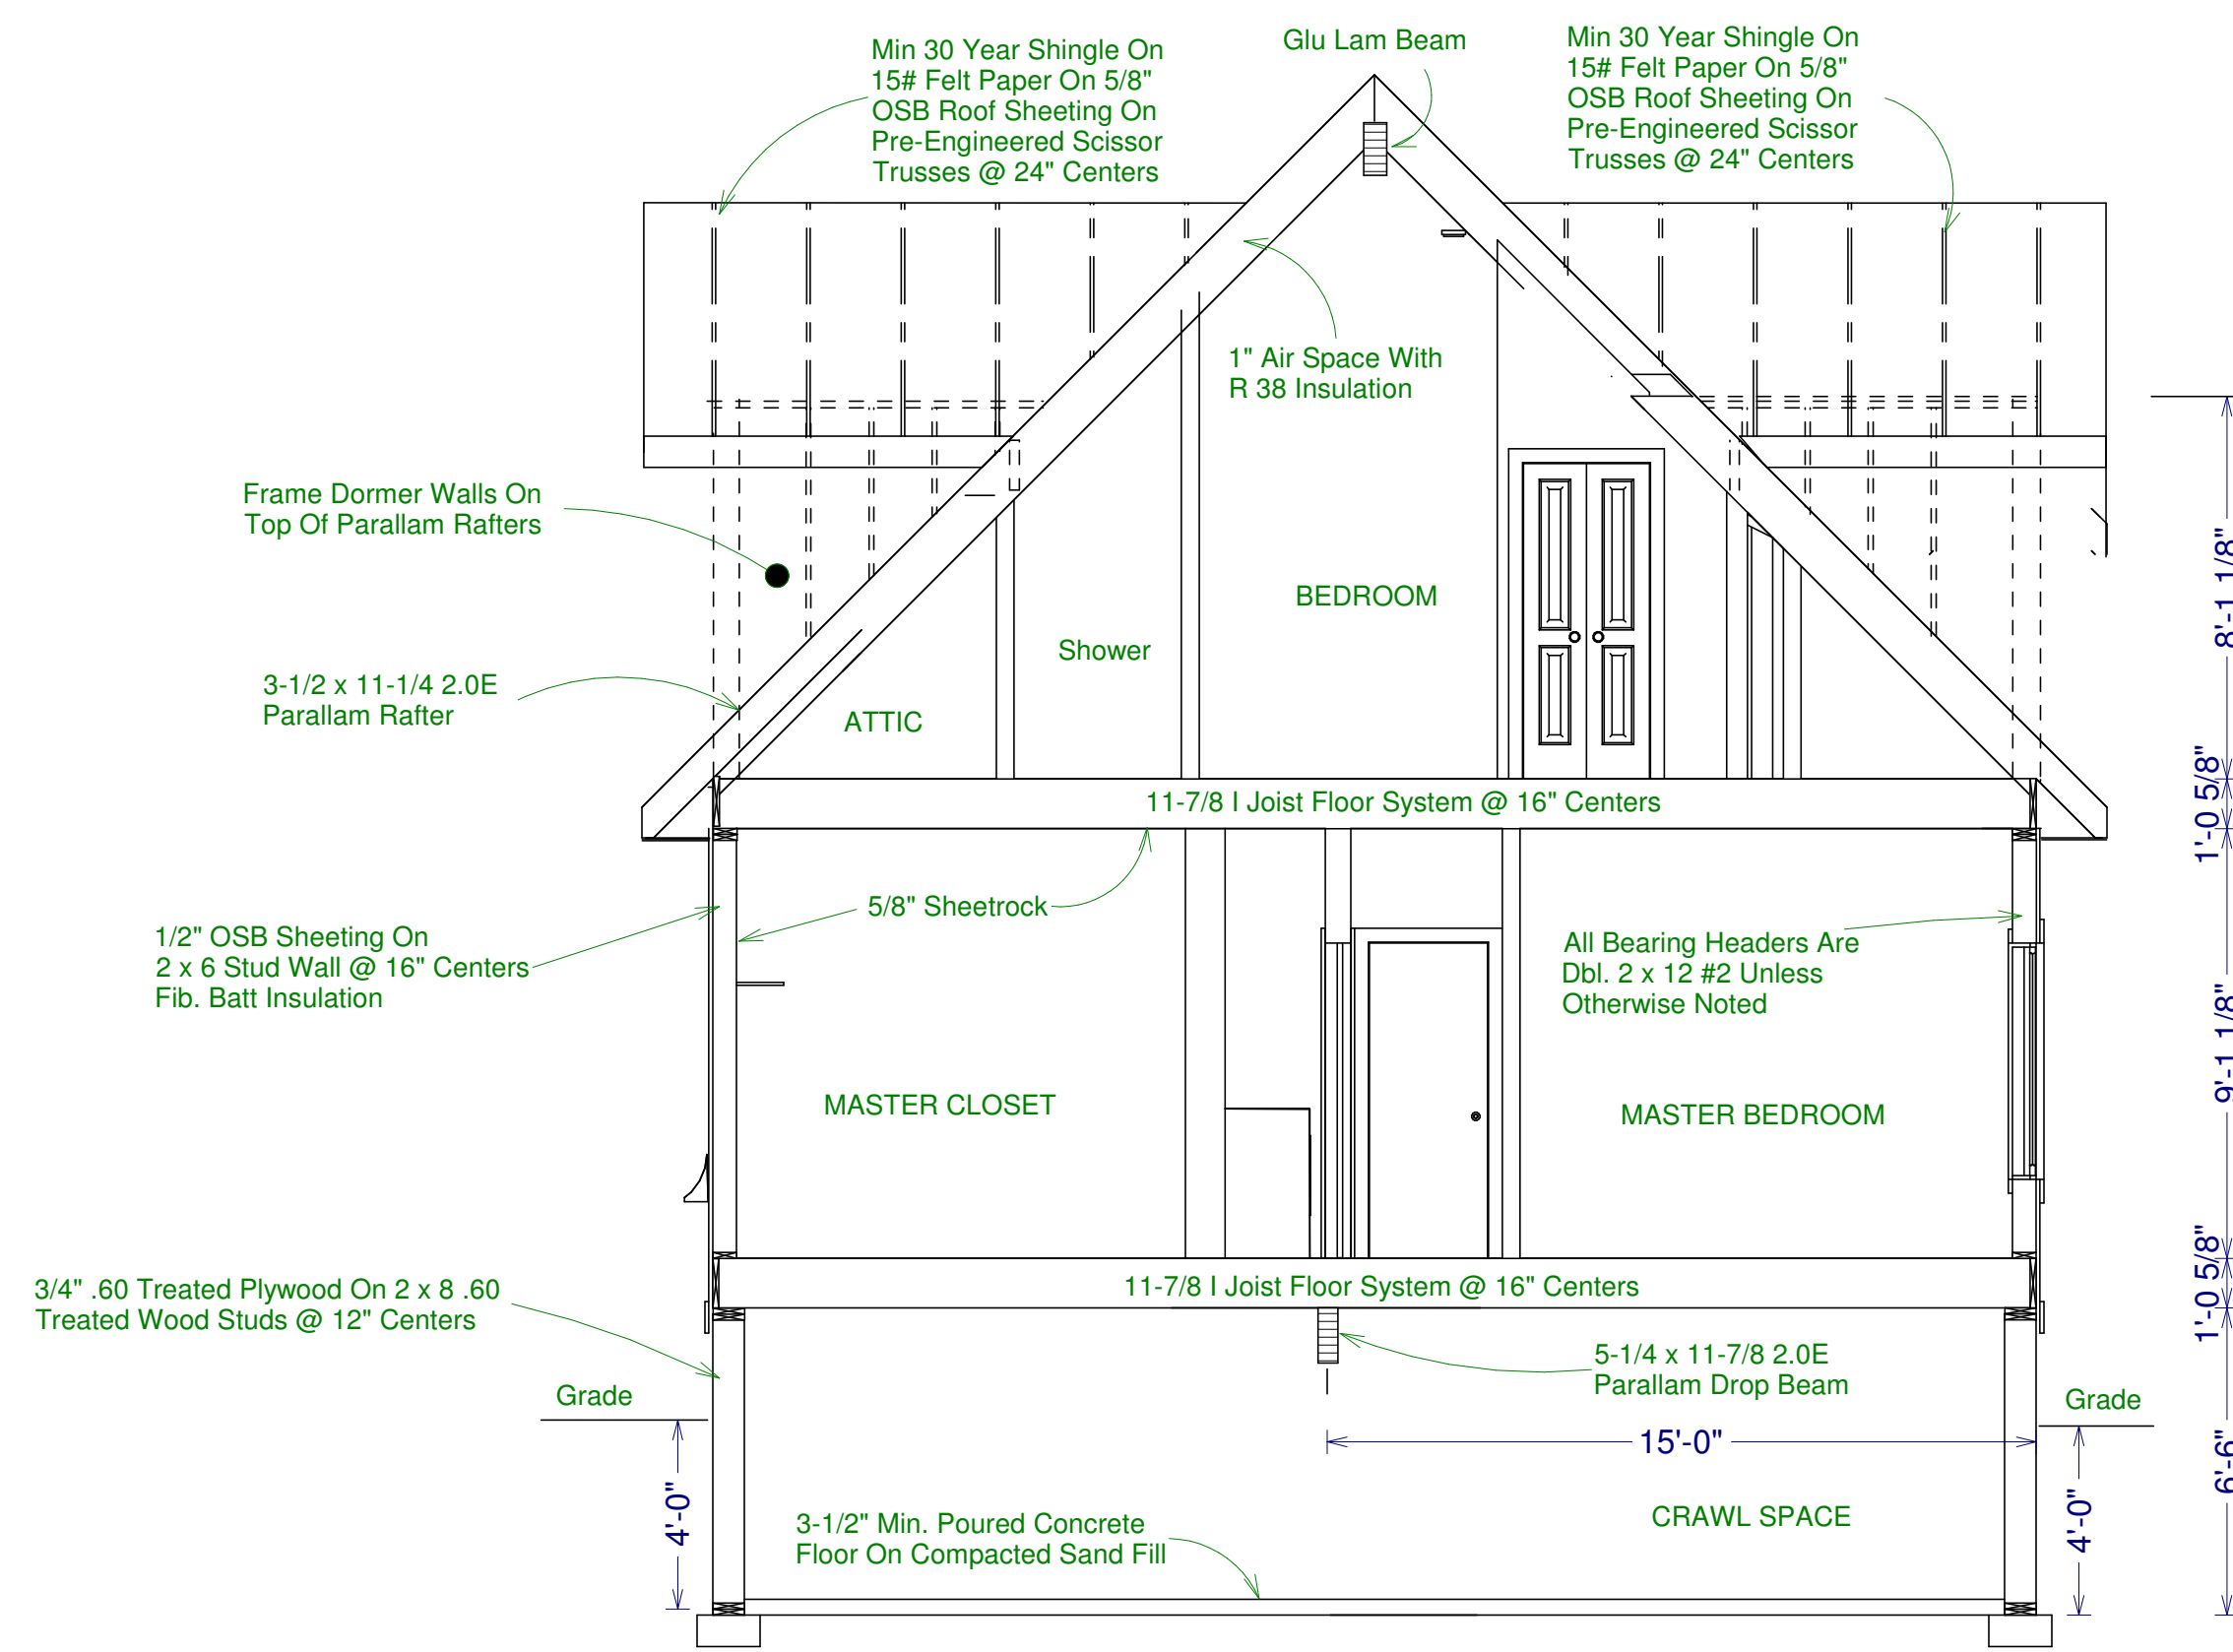 Min 30 Year Shingle On
15# Felt Paper On 5/8"
OSB Roof Sheeting On
Pre-Engineered Scissor
Trusses @ 24" Centers
Glu Lam Beam
Min 30 Year Shingle On
15# Felt Paper On 5/8"
OSB Roof Sheeting On
Pre-Engineered Scissor
Trusses @ 24" Centers
1" Air Space With
R 38 Insulation
Frame Dormer Walls On
Top Of Parallam Rafters
BEDROOM
8'-1 1/8"
Shower
3-1/2 x 11-1/4 2.0E
Parallam Rafter
ATTIC
11-7/8 I Joist Floor System @ 16" Centers
1'-0 5/8"
5/8" Sheetrock
1/2" OSB Sheeting On
2 x 6 Stud Wall @ 16" Centers
Fib. Batt Insulation
All Bearing Headers Are
Dbl. 2 x 12 #2 Unless
Otherwise Noted
9'-1 1/8"
MASTER CLOSET
MASTER BEDROOM
3/4" .60 Treated Plywood On 2 x 8 .60
Treated Wood Studs @ 12" Centers
11-7/8 I Joist Floor System @ 16" Centers
1'-0 5/8"
5-1/4 x 11-7/8 2.0E
Parallam Drop Beam
Grade
Grade
15'-0"
6'-6"
4'-0"
3-1/2" Min. Poured Concrete
Floor On Compacted Sand Fill
CRAWL SPACE
4'-0"